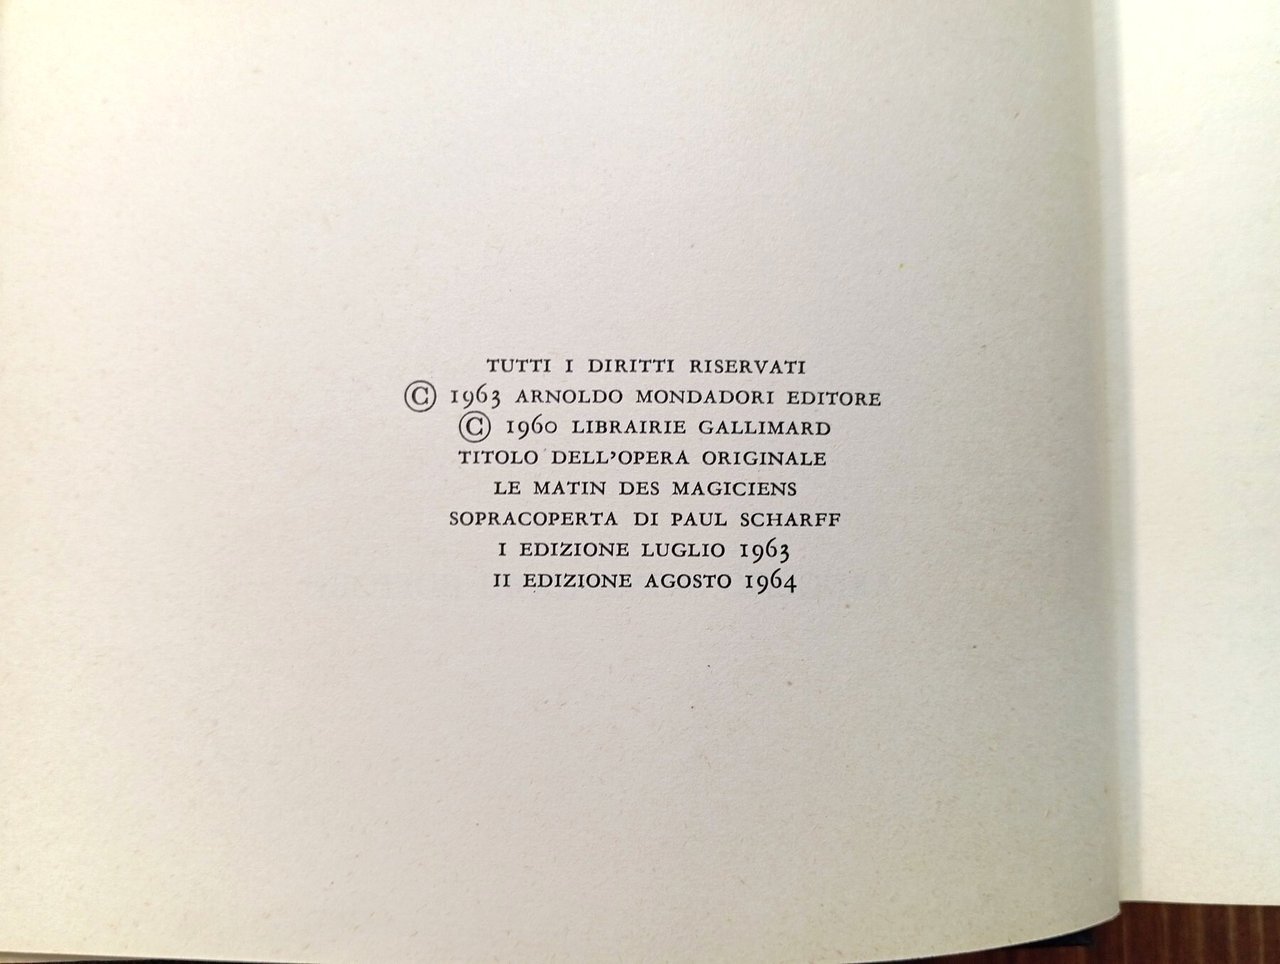 TUTTI I DIRITTI RISERVATI
© 1963 ARNOLDO MONDADORI EDITORE
© 1960 LIBRAIRIE GALLIMARD
TITOLO DELL'OPERA ORIGINALE
LE MATIN DES MAGICIENS
SOPRACOPERTA DI PAUL SCHARFF
I EDIZIONE LUGLIO 1963
II EDIZIONE AGOSTO 1964